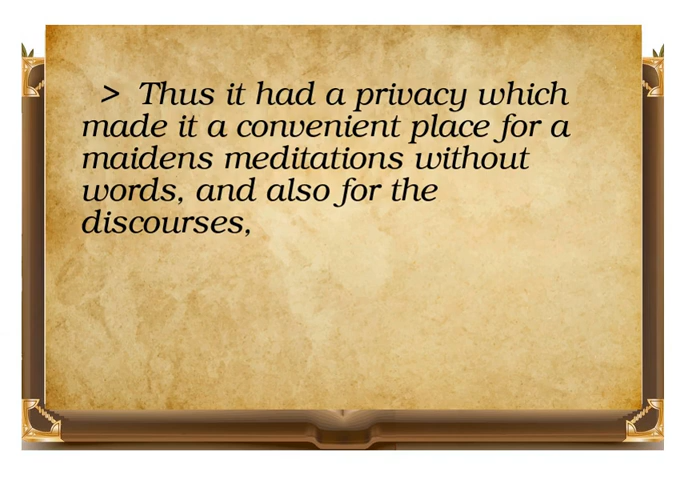 > Thus it had a privacy which
made it a convenient place for a
maidens meditations without
words, and also for the
discourses,